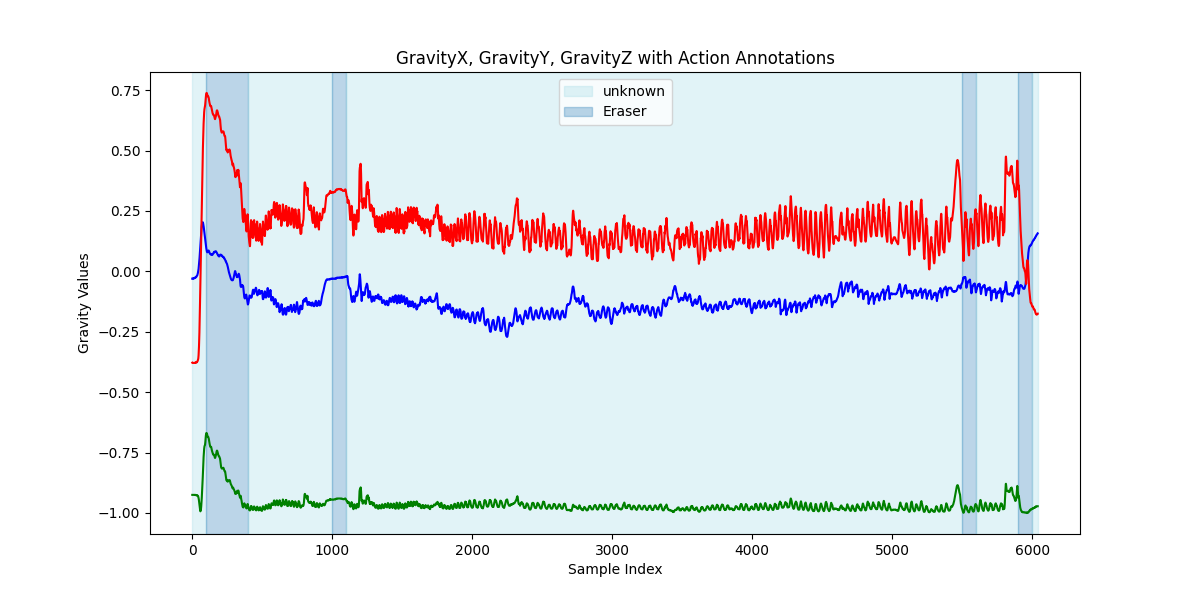 GravityX, GravityY, GravityZ with Action Annotations
unknown
Eraser
Gravity Values
0.75
0.50
0.25
0.00
−0.25
−0.50
−0.75
−1.00
0 1000 2000 3000 4000 5000 6000
Sample Index